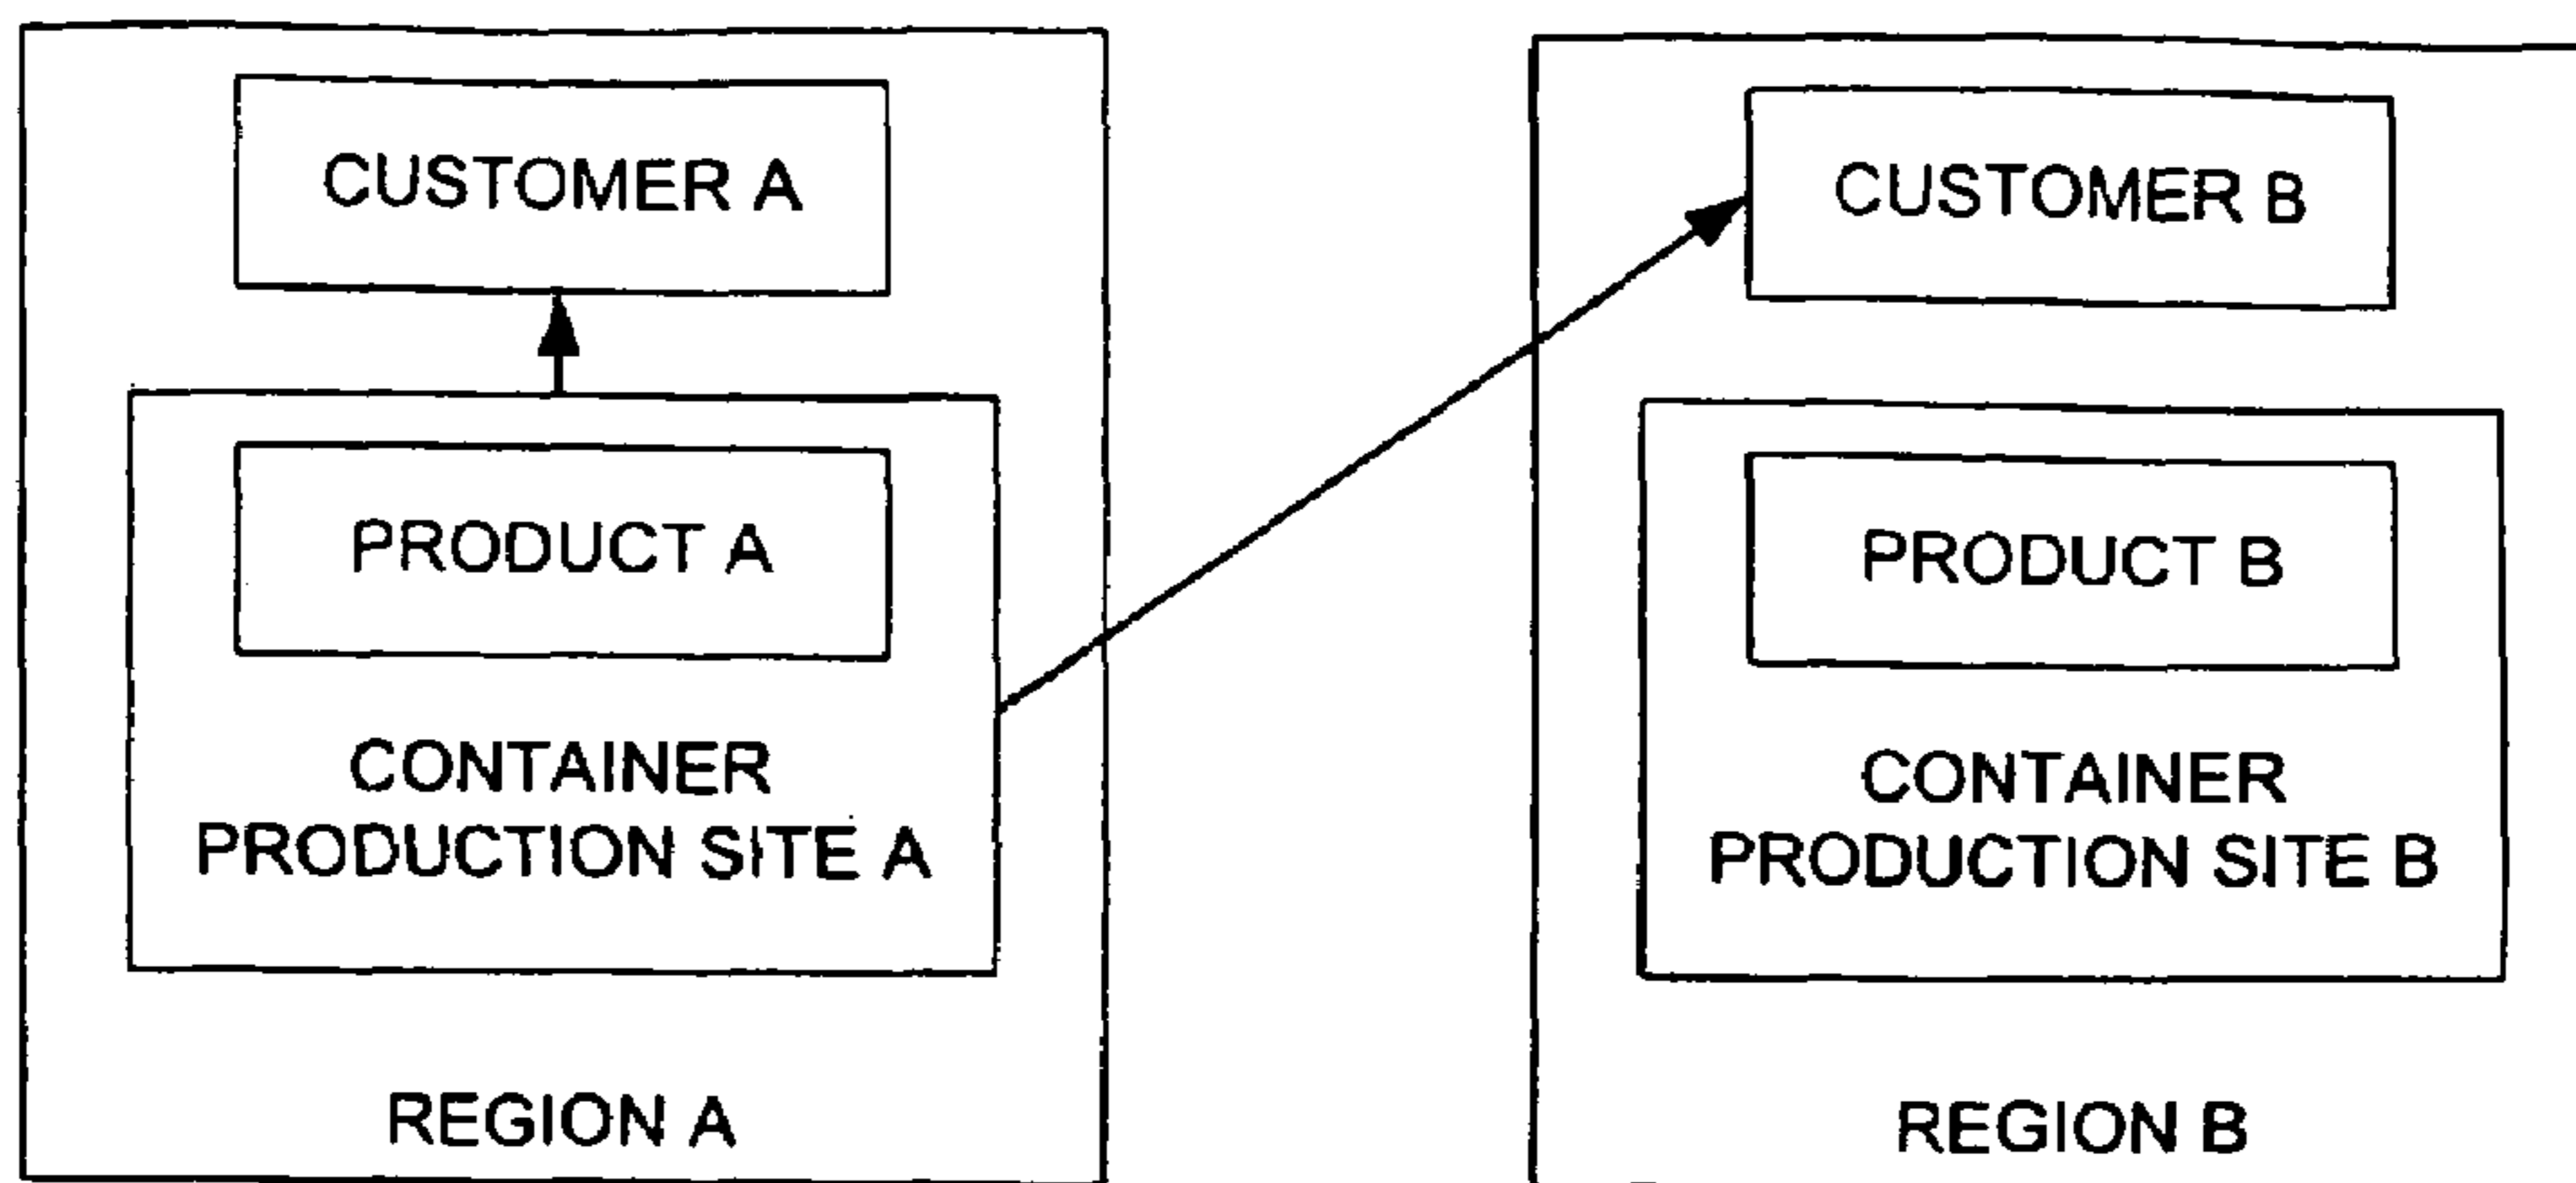 CUSTOMER A
PRODUCT A
CONTAINER
PRODUCTION SITE A
REGION A
CUSTOMER B
PRODUCT B
CONTAINER
PRODUCTION SITE B
REGION B